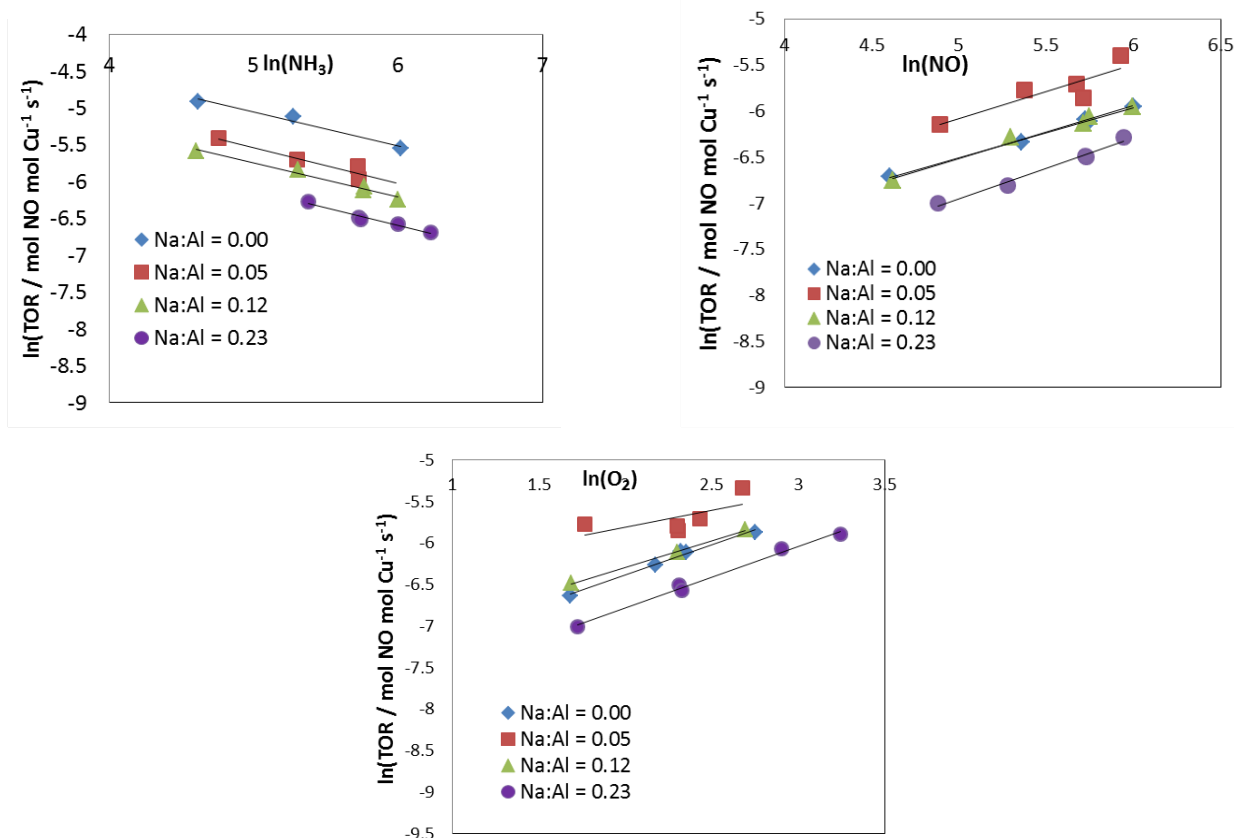 -4
4
5
6
7
ln(NH3)
-4.5
-5
-5.5
-6
-6.5
-7
-7.5
-8
-8.5
-9
ln(TOR / mol NO mol Cu-1 s-1)
Na:Al = 0.00
Na:Al = 0.05
Na:Al = 0.12
Na:Al = 0.23
-5
4
4.5
5
5.5
6
6.5
ln(NO)
-5.5
-6
-6.5
-7
-7.5
-8
-8.5
-9
ln(TOR / mol NO mol Cu-1 s-1)
Na:Al = 0.00
Na:Al = 0.05
Na:Al = 0.12
Na:Al = 0.23
-5
1
1.5
2
2.5
3
3.5
ln(O2)
-5.5
-6
-6.5
-7
-7.5
-8
-8.5
-9
-9.5
ln(TOR / mol NO mol Cu-1 s-1)
Na:Al = 0.00
Na:Al = 0.05
Na:Al = 0.12
Na:Al = 0.23